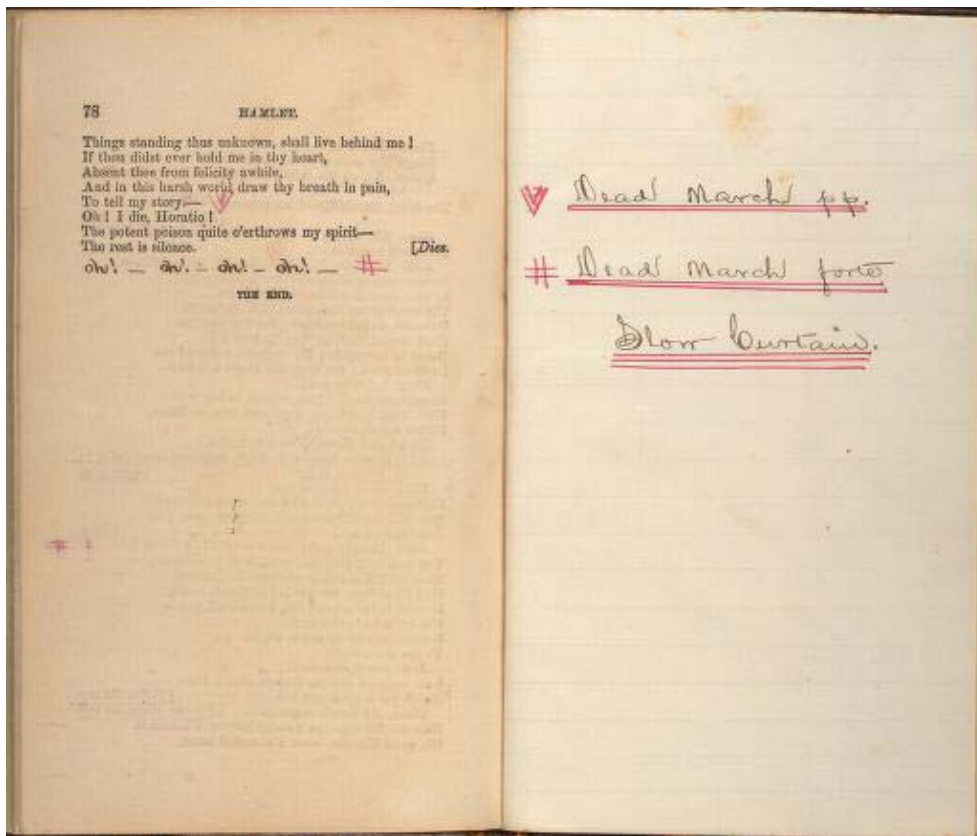 78 HAMLET.
Things standing thus unknown, shall live behind me!
If thou didst ever hold me in thy heart,
Absent thee from felicity awhile,
And in this harsh world draw thy breath in pain,
To tell my story.—
Oh! I die, Horatio!
The potent poison quite o'erthrows my spirit—
The rest is silence. [Dies.
oh! — oh! - oh! - oh! — #
THE END.
Dead March pp.
# Dead March forte
Slow Curtain.